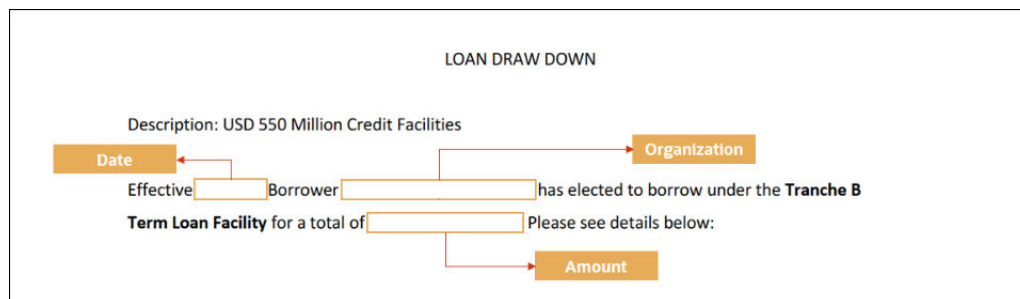 LOAN DRAW DOWN
Description: USD 550 Million Credit Facilities
Date
Organization
Effective Borrower has elected to borrow under the Tranche B
Term Loan Facility for a total of Please see details below:
Amount